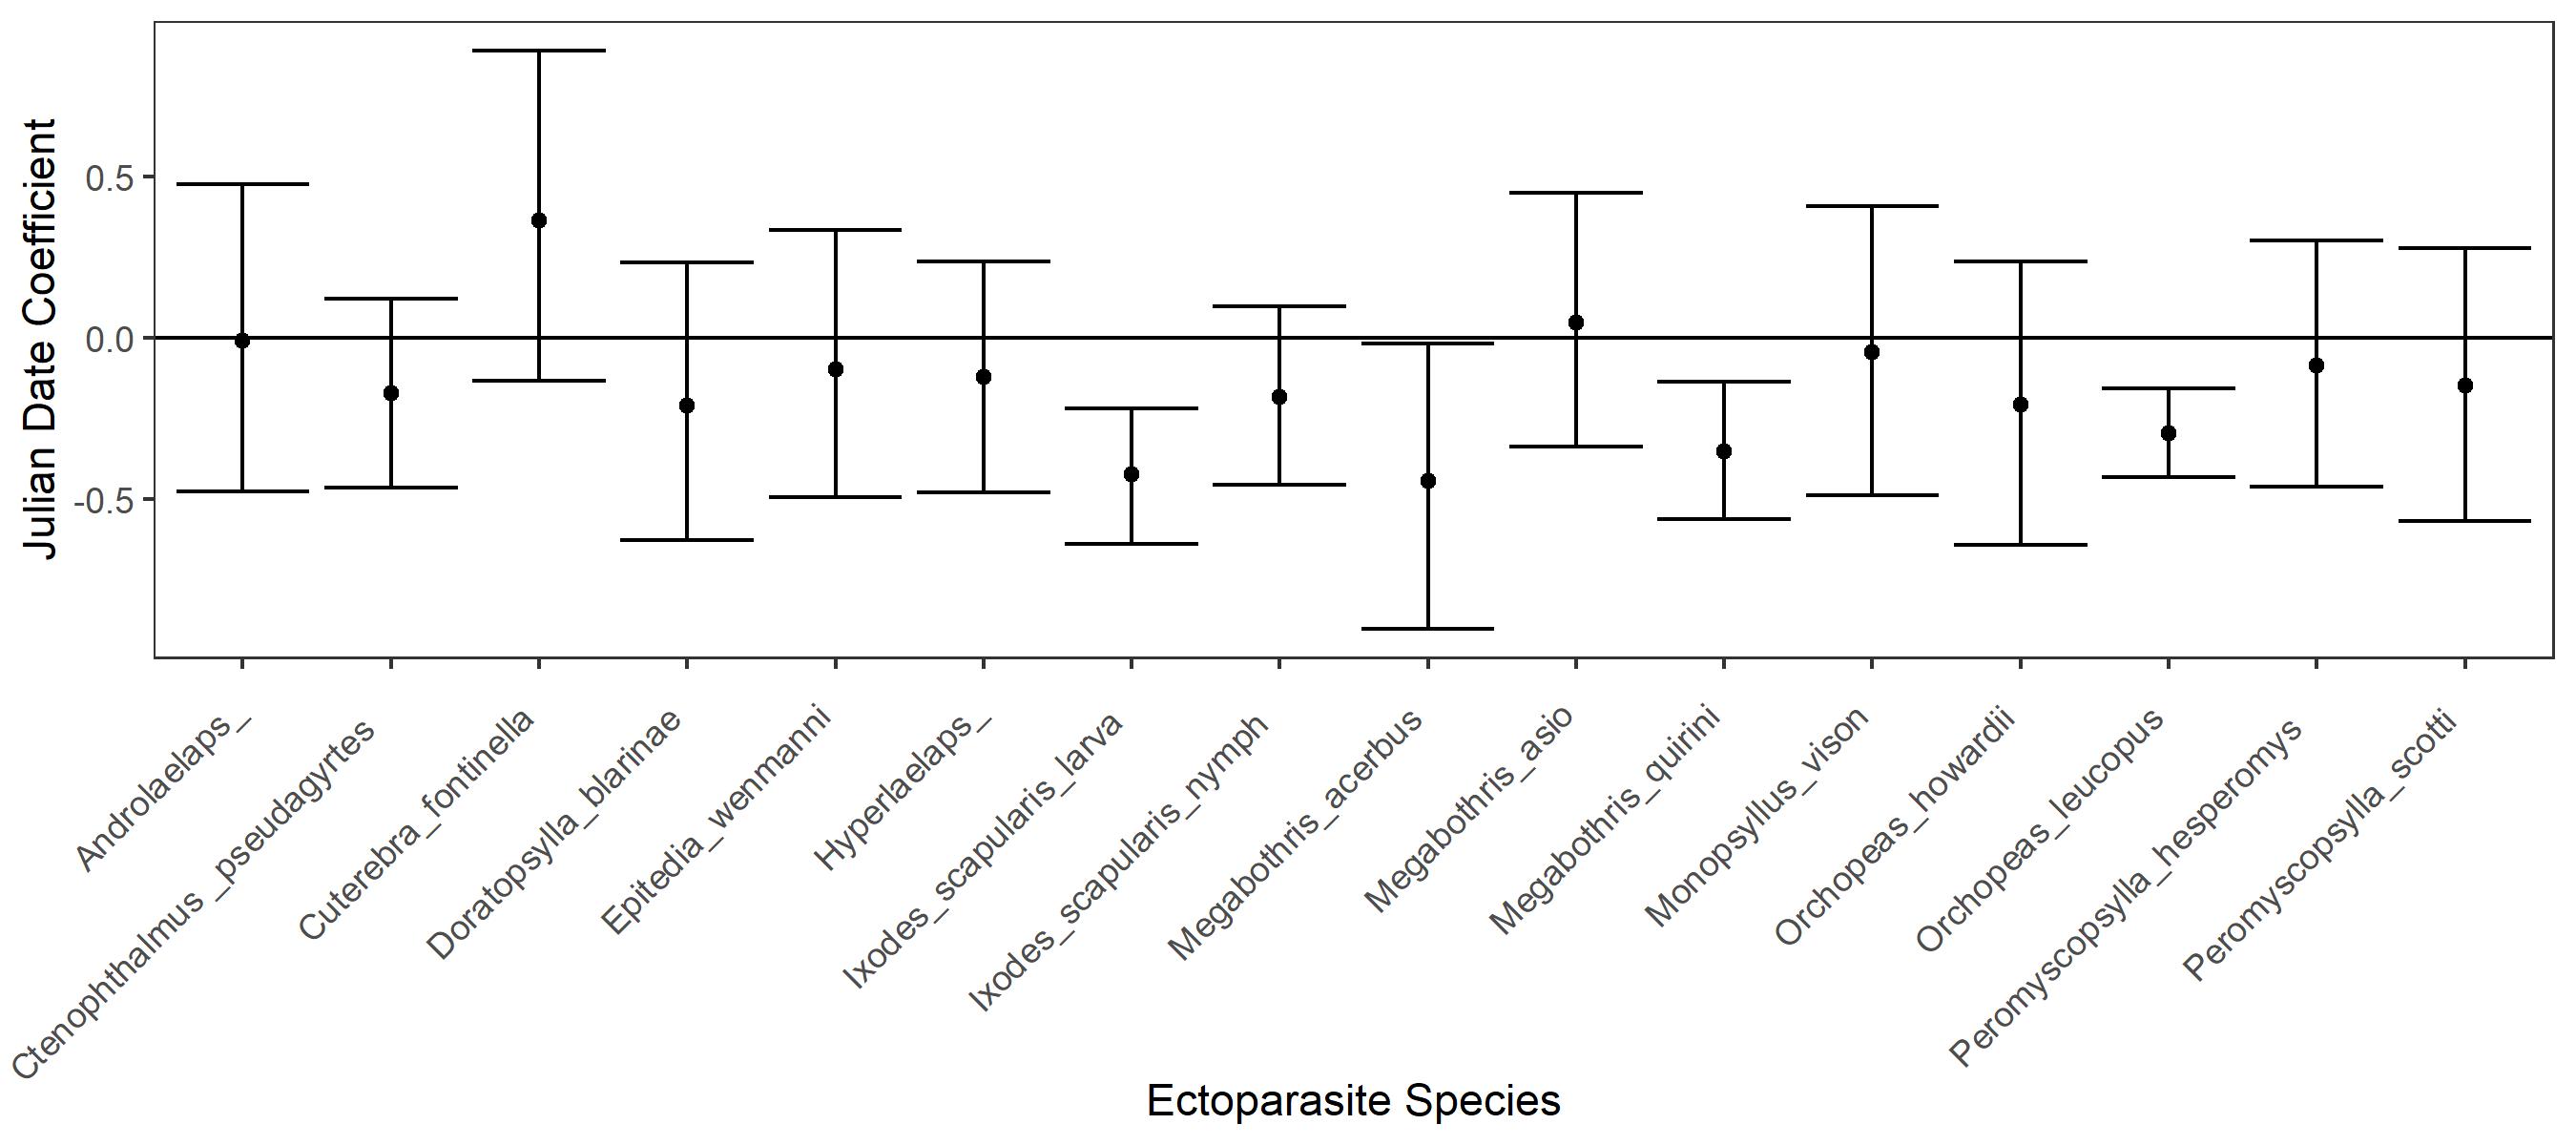 Julian Date Coefficient
0.5
0.0
-0.5
Androlaelaps_
Ctenophthalmus _pseudagyrtes
Cuterebra_fontinella
Doratopsylla_blarinae
Epitedia_wenmanni
Hyperlaelaps_
Ixodes_scapularis_larva
Ixodes_scapularis_nymph
Megabothris_acerbus
Megabothris_asio
Megabothris_quirini
Monopsyllus_vison
Orchopeas_howardii
Orchopeas_leucopus
Peromyscopsylla_hesperomys
Peromyscopsylla_scotti
Ectoparasite Species